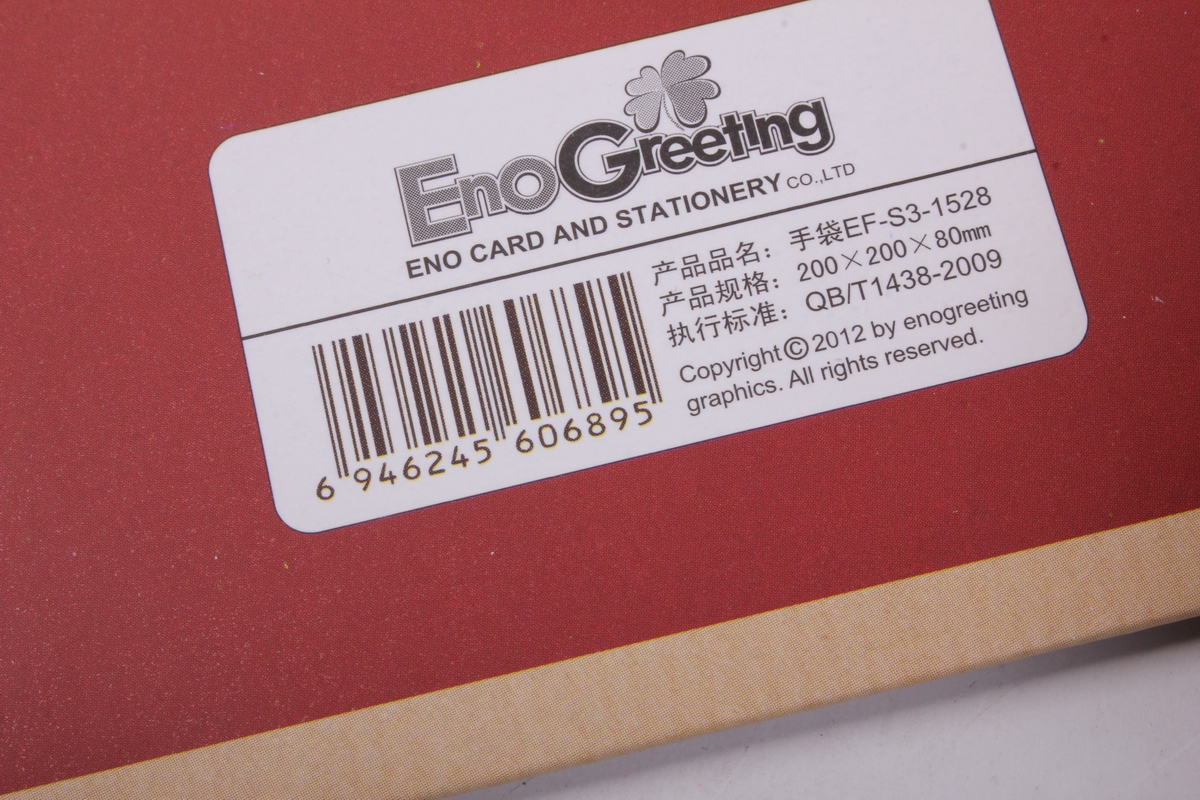 EnoGreeting
ENO CARD AND STATIONERY CO.,LTD
产品品名：手袋EF-S3-1528
产品规格：200×200×80mm
执行标准：QB/T1438-2009
Copyright©2012 by enogreeting
graphics. All rights reserved.
6 946245 606895